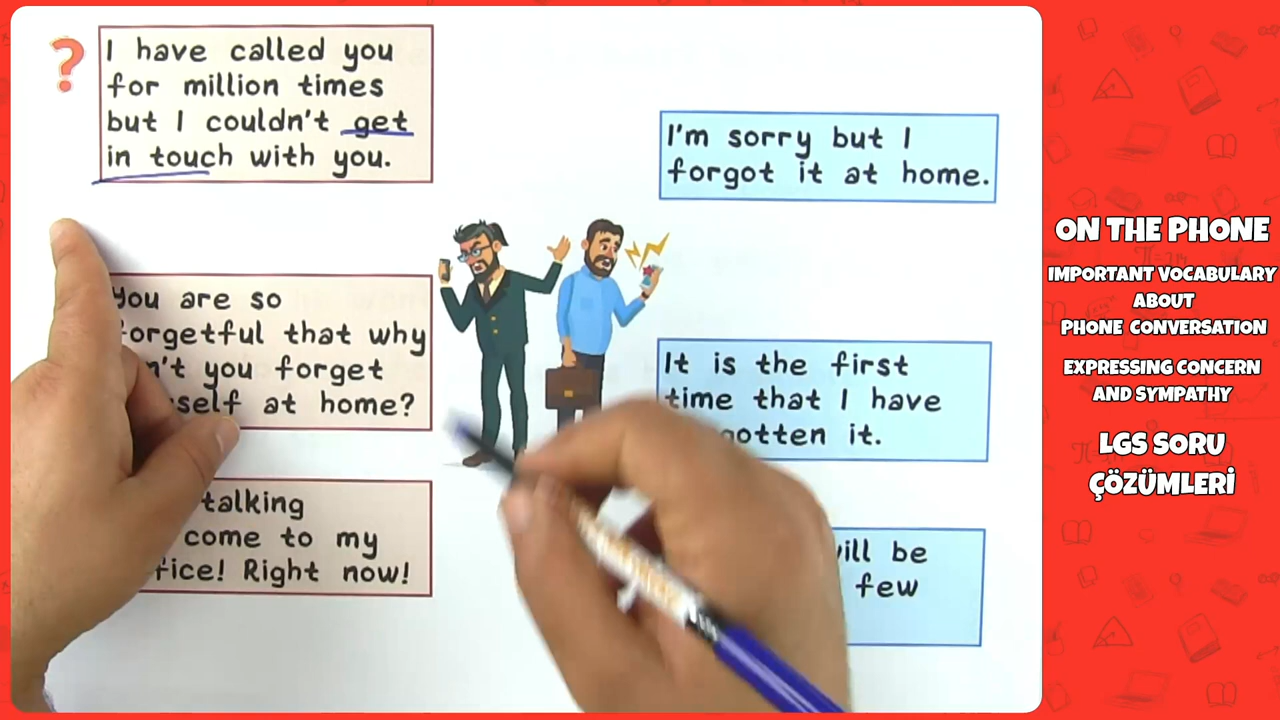 ?
I have called you
for million times
but I couldn't get
in touch with you.
I'm sorry but I
forgot it at home.
You are so
forgetful that why
you forget
at home?
It is the first
time that I have
it.
talking
come to my
Right now!
be
few
ON THE PHONE
IMPORTANT VOCABULARY
ABOUT
PHONE CONVERSATION
EXPRESSING CONCERN
AND SYMPATHY
LGS SORU
ÇÖZÜMLERİ